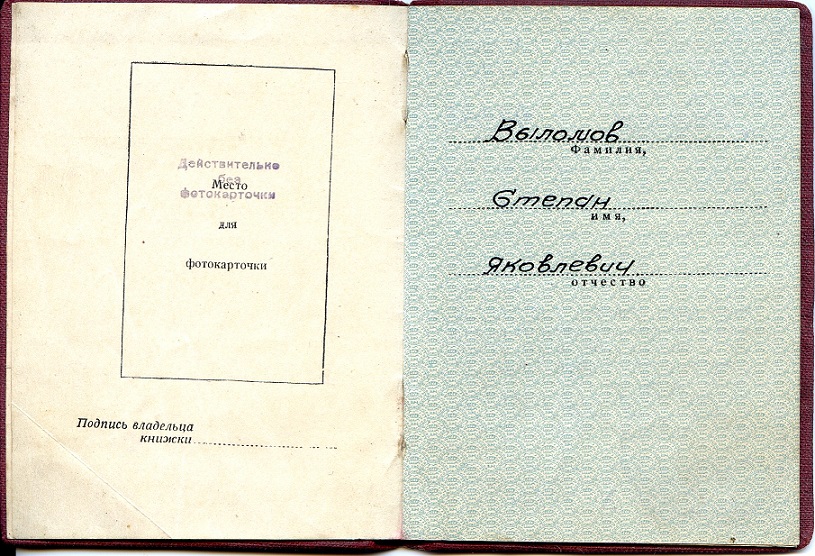 Действительно
без
фотокарточки
Место
для
фотокарточки
Подпись владельца
книжки
Выломов
Фамилия,
Степан
имя,
Яковлевич
отчество